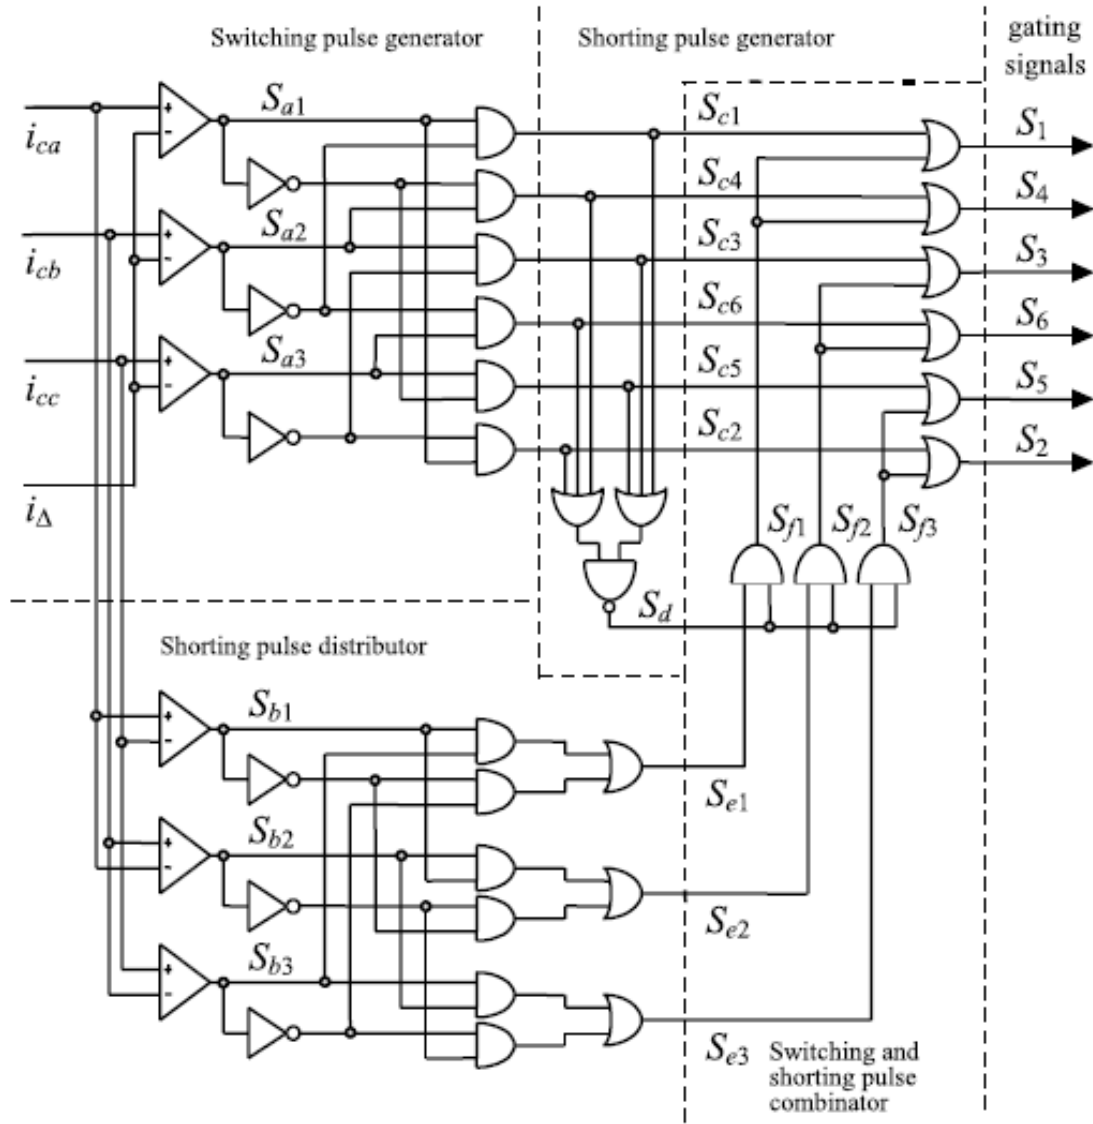 Switching pulse generator
Shorting pulse generator
gating
signals
i_ca
i_cb
i_cc
i_Δ
+
-
+
-
+
-
S_a1
S_a2
S_a3
S_c1
S_c4
S_c3
S_c6
S_c5
S_c2
S_1
S_4
S_3
S_6
S_5
S_2
S_f1
S_f2
S_f3
S_d
Shorting pulse distributor
+
-
+
-
+
-
S_b1
S_b2
S_b3
S_e1
S_e2
S_e3
Switching and
shorting pulse
combinator